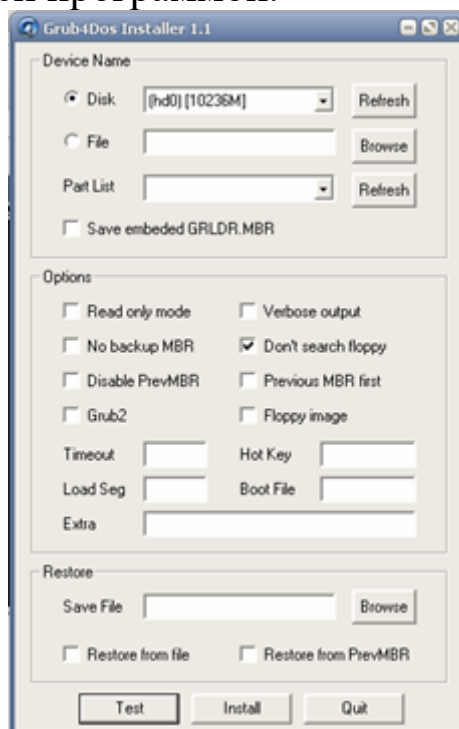 Grub4Dos Installer 1.1
Device Name
Disk (hd0) [10236M] Refresh
File Browse
Part List Refresh
Save embeded GRLDR.MBR
Options
Read only mode Verbose output
No backup MBR Don't search floppy
Disable PrevMBR Previous MBR first
Grub2 Floppy image
Timeout Hot Key
Load Seg Boot File
Extra
Restore
Save File Browse
Restore from file Restore from PrevMBR
Test Install Quit